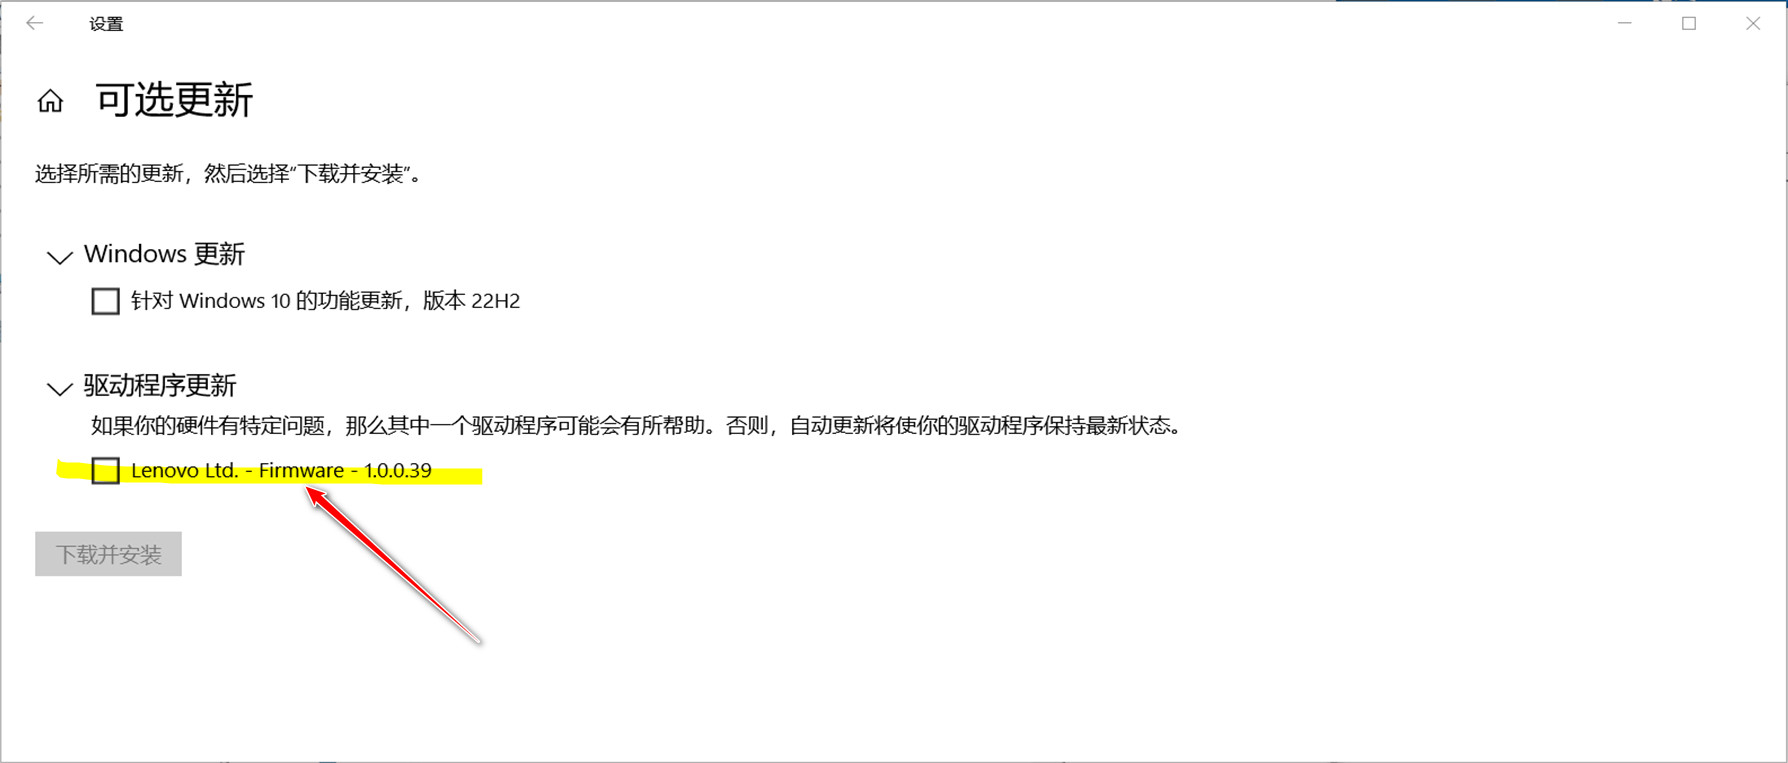 设置
可选更新
选择所需的更新，然后选择“下载并安装”。
Windows 更新
针对 Windows 10 的功能更新，版本 22H2
驱动程序更新
如果你的硬件有特定问题，那么其中一个驱动程序可能会有所帮助。否则，自动更新将使你的驱动程序保持最新状态。
Lenovo Ltd. - Firmware - 1.0.0.39
下载并安装